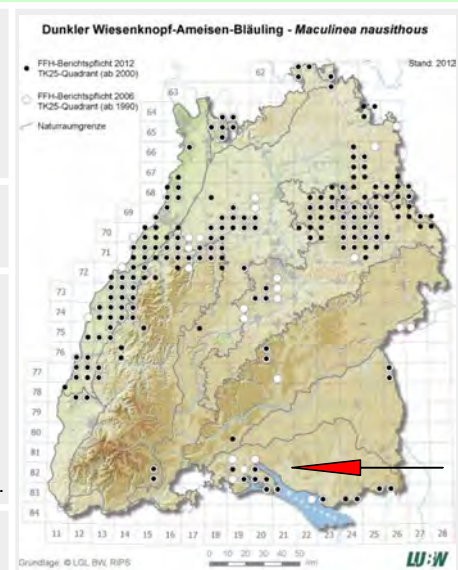 Dunkler Wiesenknopf-Ameisen-Bläuling - Maculinea nausithous
FFH-Berichtspflicht 2012
TK25-Quadrant (ab 2000)
Stand: 2012
FFH-Berichtspflicht 2006
TK25-Quadrant (ab 1990)
Naturraumgrenze
62
63
64
65
66
67
68
69
70
71
72
73
74
75
76
77
78
79
80
81
82
83
84
11 12 13 14 15 16 17 18 19 20 21 22 23 24 25 26 27 28
Grundlage: © LGL BW, RIPS
0 10 20 30 40 50
km
LUBW